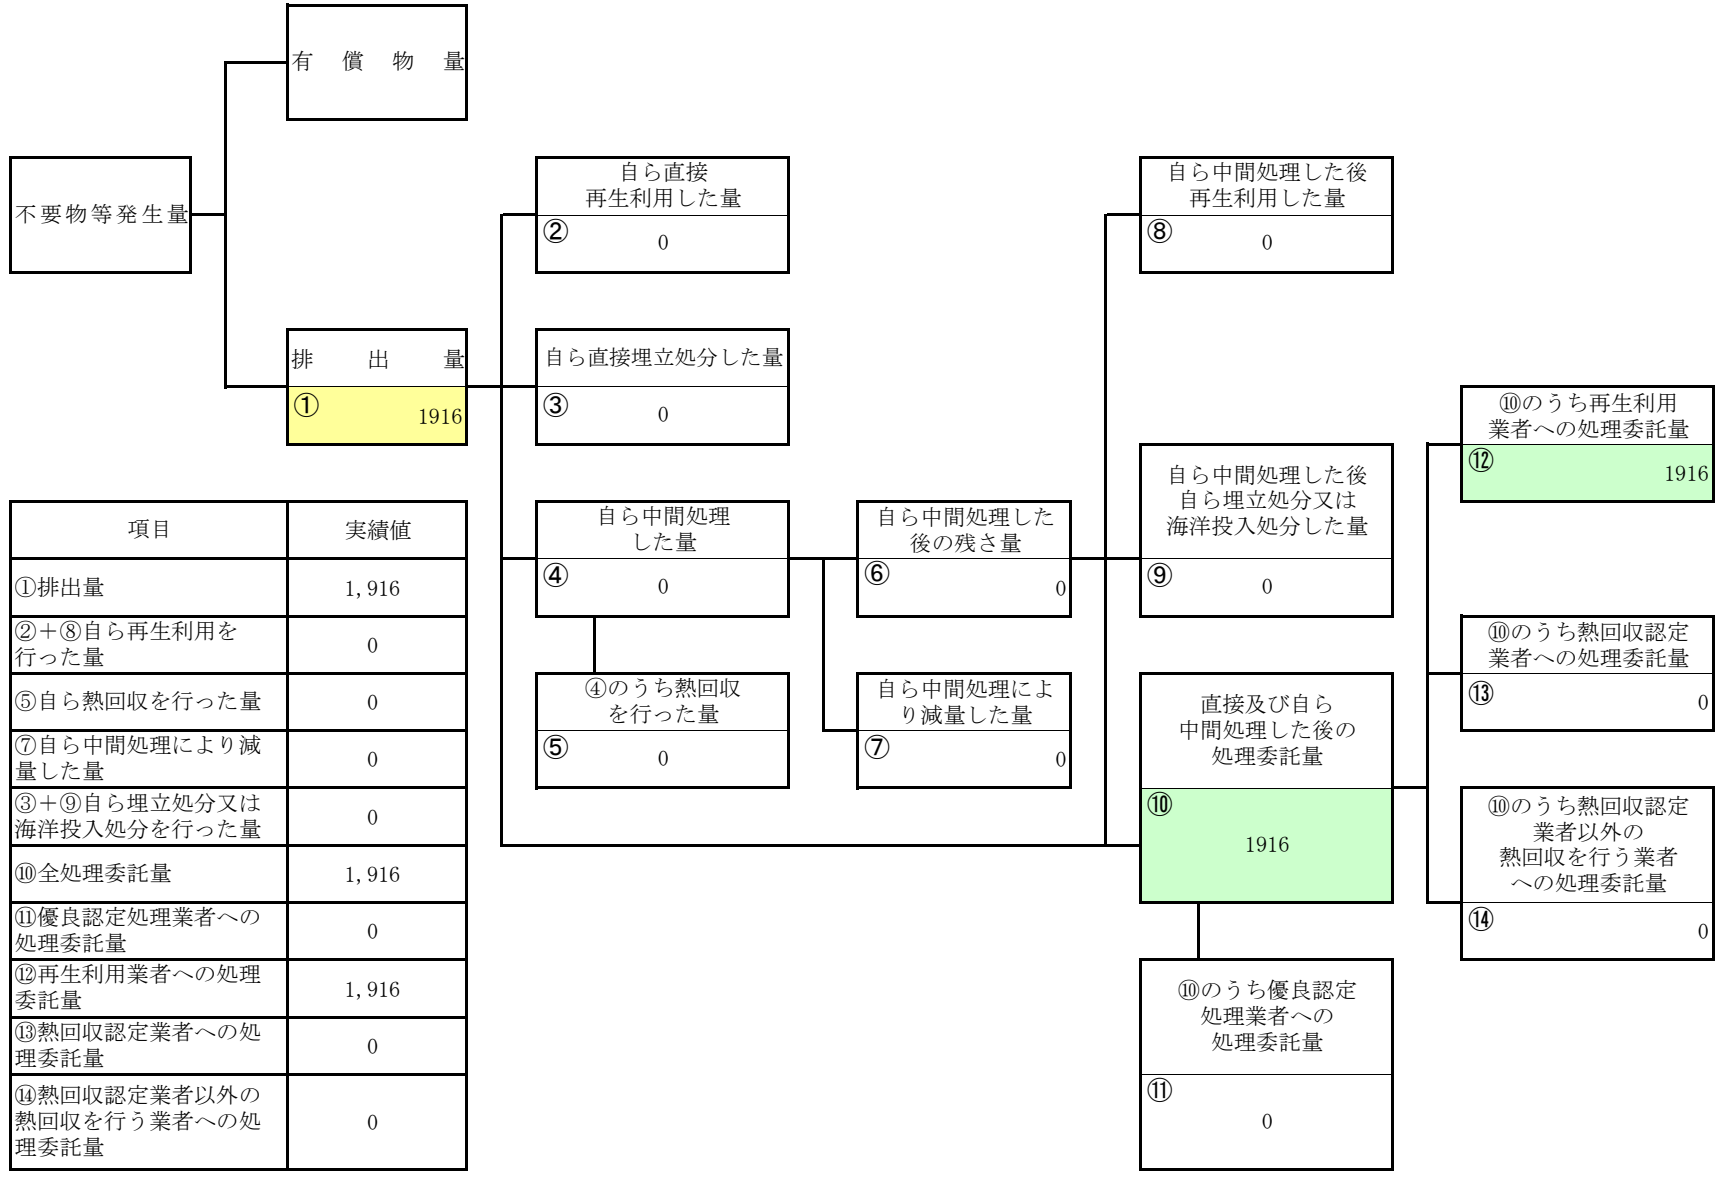 有償物量
不要物等発生量
排出量
①
1916
自ら直接
再生利用した量
②
0
自ら直接埋立処分した量
③
0
自ら中間処理
した量
④
0
④のうち熱回収
を行った量
⑤
0
自ら中間処理した
後の残さ量
⑥
0
自ら中間処理によ
り減量した量
⑦
0
自ら中間処理した後
再生利用した量
⑧
0
自ら中間処理した後
自ら埋立処分又は
海洋投入処分した量
⑨
0
直接及び自ら
中間処理した後の
処理委託量
⑩
1916
⑩のうち優良認定
処理業者への
処理委託量
⑪
0
⑩のうち再生利用
業者への処理委託量
⑫
1916
⑩のうち熱回収認定
業者への処理委託量
⑬
0
⑩のうち熱回収認定
業者以外の
熱回収を行う業者
への処理委託量
⑭
0
項目 実績値
①排出量 1,916
②＋⑧自ら再生利用を
行った量 0
⑤自ら熱回収を行った量 0
⑦自ら中間処理により減
量した量 0
③＋⑨自ら埋立処分又は
海洋投入処分を行った量 0
⑩全処理委託量 1,916
⑪優良認定処理業者への
処理委託量 0
⑫再生利用業者への処理
委託量 1,916
⑬熱回収認定業者への処
理委託量 0
⑭熱回収認定業者以外の
熱回収を行う業者への処
理委託量 0